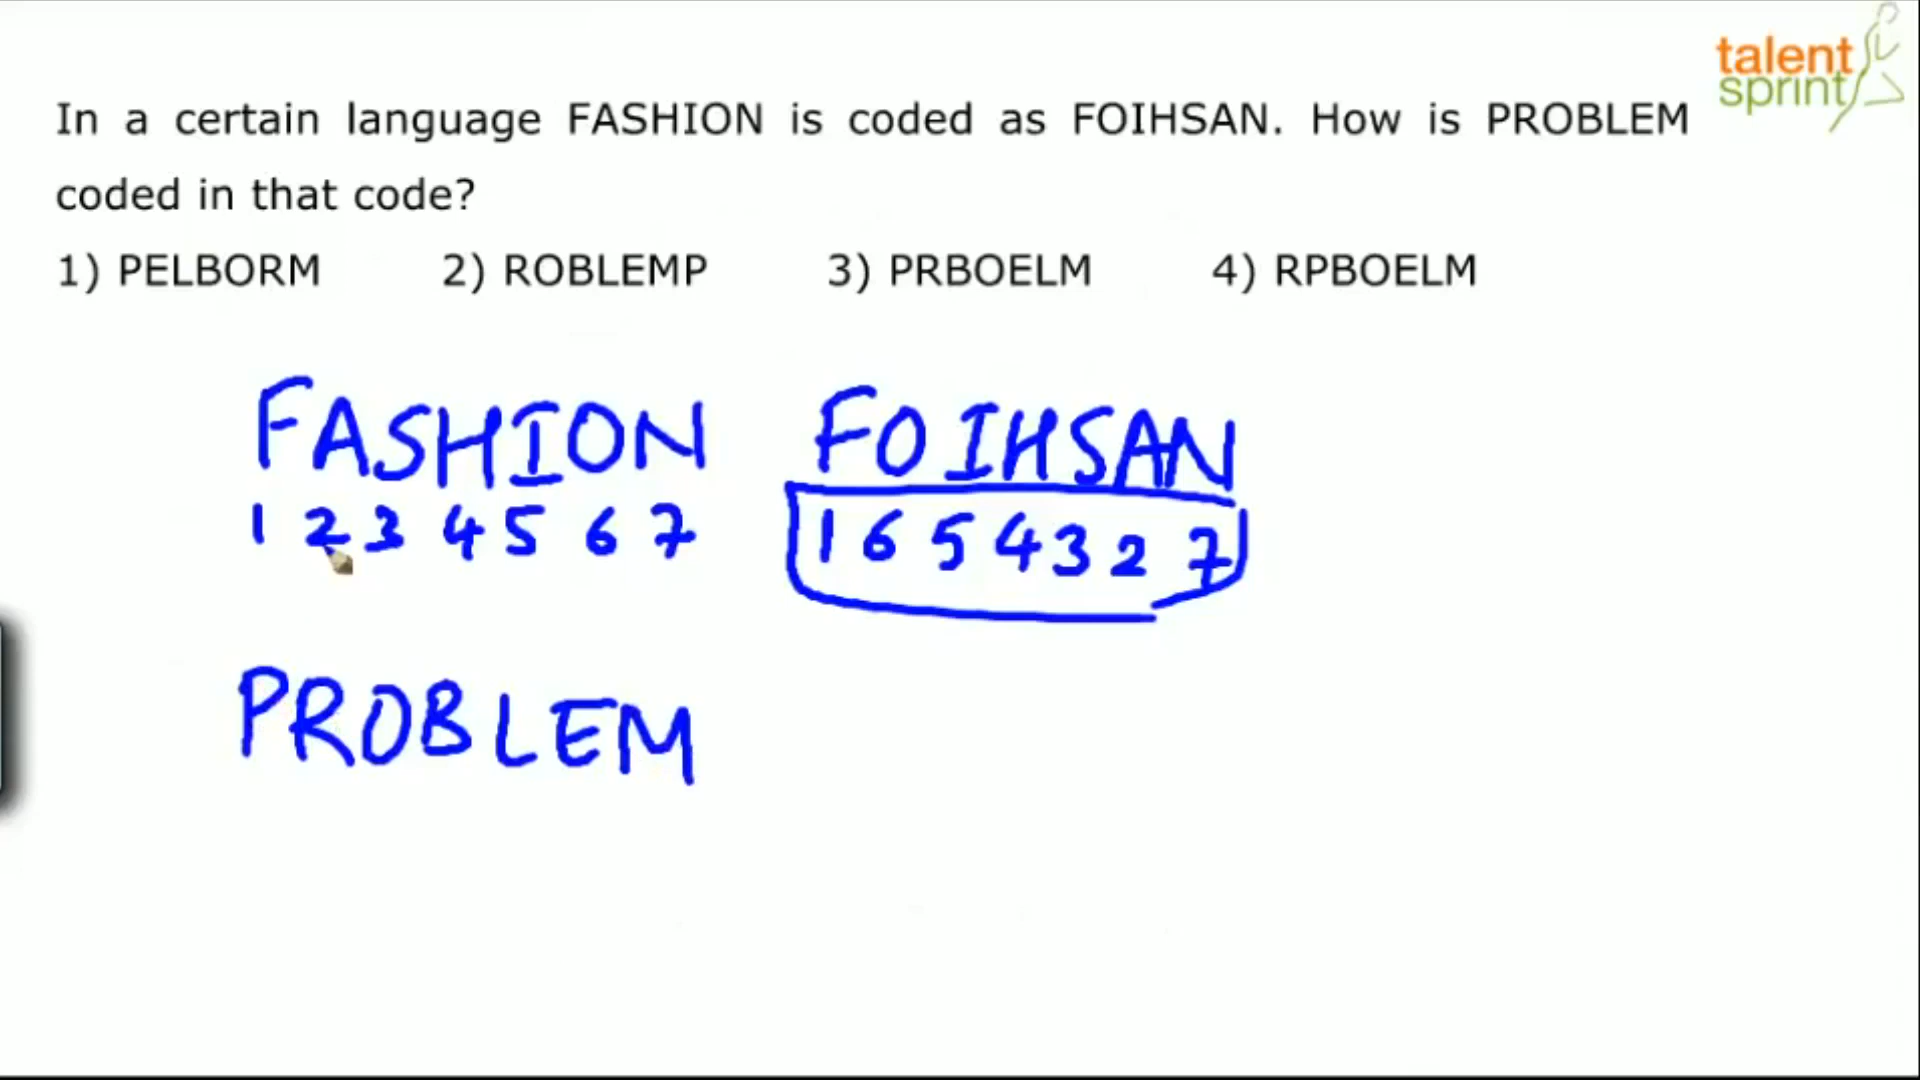 talent
sprint
In a certain language FASHION is coded as FOIHSAN. How is PROBLEM
coded in that code?
1) PELBORM 2) ROBLEMP 3) PRBOELM 4) RPBOELM
FASHION FOIHSAN
1 2 3 4 5 6 7 1 6 5 4 3 2 7
PROBLEM